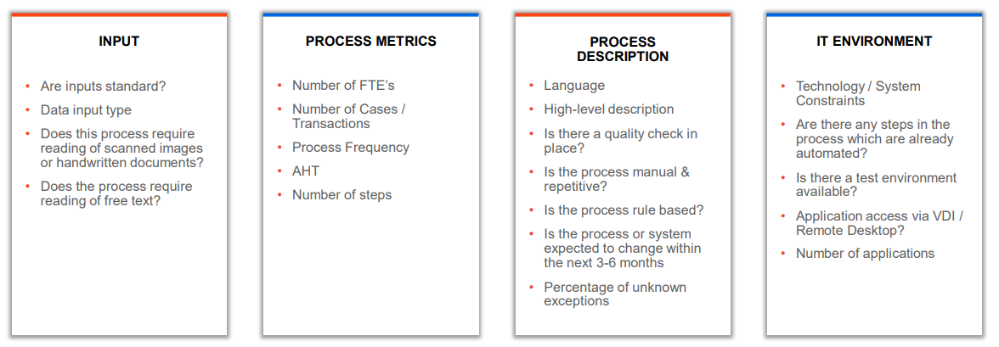 INPUT
• Are inputs standard?
• Data input type
• Does this process require
reading of scanned images
or handwritten documents?
• Does the process require
reading of free text?
PROCESS METRICS
• Number of FTE's
• Number of Cases /
Transactions
• Process Frequency
• AHT
• Number of steps
PROCESS
DESCRIPTION
• Language
• High-level description
• Is there a quality check in
place?
• Is the process manual &
repetitive?
• Is the process rule based?
• Is the process or system
expected to change within
the next 3-6 months
• Percentage of unknown
exceptions
IT ENVIRONMENT
• Technology / System
Constraints
• Are there any steps in the
process which are already
automated?
• Is there a test environment
available?
• Application access via VDI /
Remote Desktop?
• Number of applications